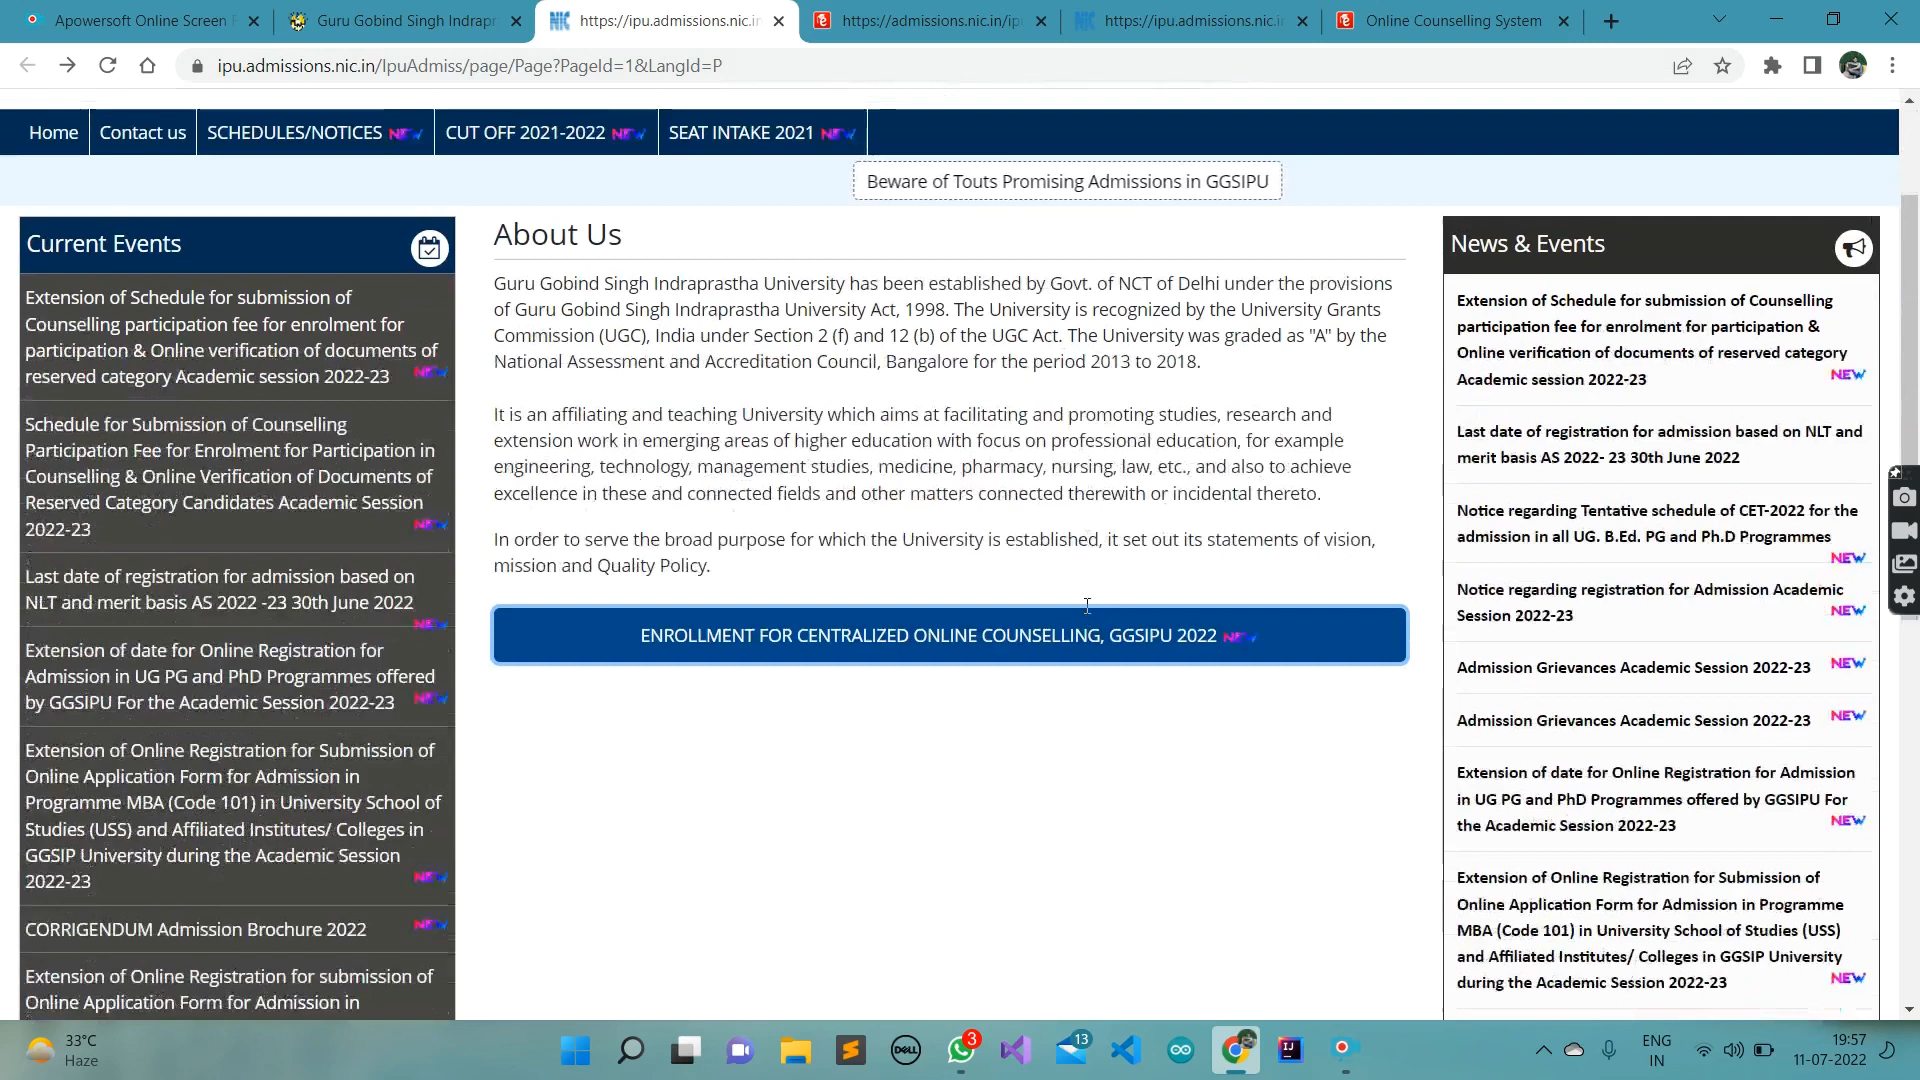 Apowersoft Online Screen R
Guru Gobind Singh Indrapr
https://ipu.admissions.nic.in
https://admissions.nic.in/ip
https://ipu.admissions.nic.in
Online Counselling System
ipu.admissions.nic.in/IpuAdmiss/page/Page?PageId=1&LangId=P
Home
Contact us
SCHEDULES/NOTICES NEW
CUT OFF 2021-2022 NEW
SEAT INTAKE 2021 NEW
Beware of Touts Promising Admissions in GGSIPU
Current Events
Extension of Schedule for submission of
Counselling participation fee for enrolment for
participation & Online verification of documents of
reserved category Academic session 2022-23 NEW
Schedule for Submission of Counselling
Participation Fee for Enrolment for Participation in
Counselling & Online Verification of Documents of
Reserved Category Candidates Academic Session
2022-23 NEW
Last date of registration for admission based on
NLT and merit basis AS 2022 -23 30th June 2022
NEW
Extension of date for Online Registration for
Admission in UG PG and PhD Programmes offered
by GGSIPU For the Academic Session 2022-23 NEW
Extension of Online Registration for Submission of
Online Application Form for Admission in
Programme MBA (Code 101) in University School of
Studies (USS) and Affiliated Institutes/ Colleges in
GGSIP University during the Academic Session
2022-23 NEW
CORRIGENDUM Admission Brochure 2022 NEW
Extension of Online Registration for submission of
Online Application Form for Admission in
About Us
Guru Gobind Singh Indraprastha University has been established by Govt. of NCT of Delhi under the provisions
of Guru Gobind Singh Indraprastha University Act, 1998. The University is recognized by the University Grants
Commission (UGC), India under Section 2 (f) and 12 (b) of the UGC Act. The University was graded as "A" by the
National Assessment and Accreditation Council, Bangalore for the period 2013 to 2018.
It is an affiliating and teaching University which aims at facilitating and promoting studies, research and
extension work in emerging areas of higher education with focus on professional education, for example
engineering, technology, management studies, medicine, pharmacy, nursing, law, etc., and also to achieve
excellence in these and connected fields and other matters connected therewith or incidental thereto.
In order to serve the broad purpose for which the University is established, it set out its statements of vision,
mission and Quality Policy.
ENROLLMENT FOR CENTRALIZED ONLINE COUNSELLING, GGSIPU 2022 NEW
News & Events
Extension of Schedule for submission of Counselling
participation fee for enrolment for participation &
Online verification of documents of reserved category
Academic session 2022-23 NEW
Last date of registration for admission based on NLT and
merit basis AS 2022- 23 30th June 2022
Notice regarding Tentative schedule of CET-2022 for the
admission in all UG. B.Ed. PG and Ph.D Programmes
NEW
Notice regarding registration for Admission Academic
Session 2022-23 NEW
Admission Grievances Academic Session 2022-23 NEW
Admission Grievances Academic Session 2022-23 NEW
Extension of date for Online Registration for Admission
in UG PG and PhD Programmes offered by GGSIPU For
the Academic Session 2022-23 NEW
Extension of Online Registration for Submission of
Online Application Form for Admission in Programme
MBA (Code 101) in University School of Studies (USS)
and Affiliated Institutes/ Colleges in GGSIP University
during the Academic Session 2022-23 NEW
33°C
Haze
DELL
3
13
IJ
ENG
IN
19:57
11-07-2022